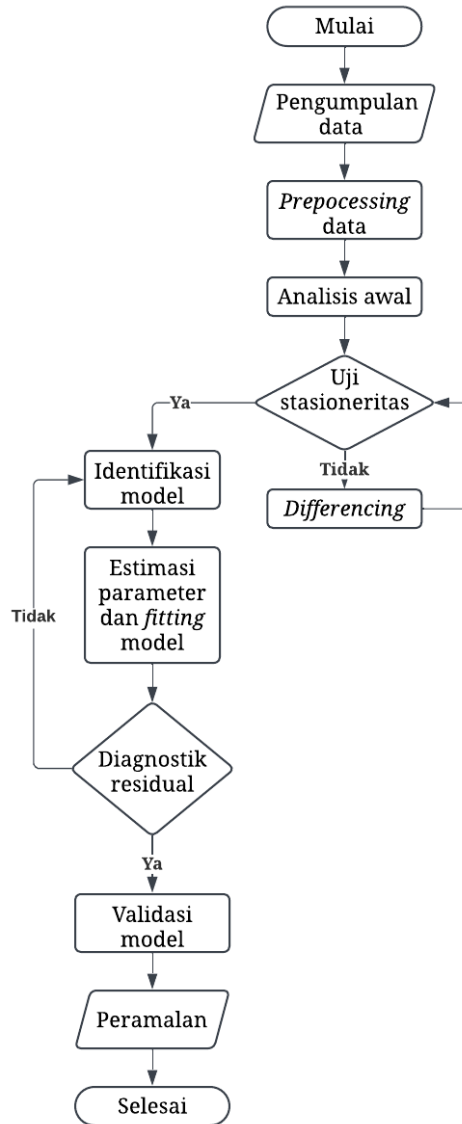 Mulai
Pengumpulan
data
Prepocessing
data
Analisis awal
Uji
stasioneritas
Ya
Tidak
Differencing
Identifikasi
model
Estimasi
parameter
dan fitting
model
Tidak
Diagnostik
residual
Ya
Validasi
model
Peramalan
Selesai